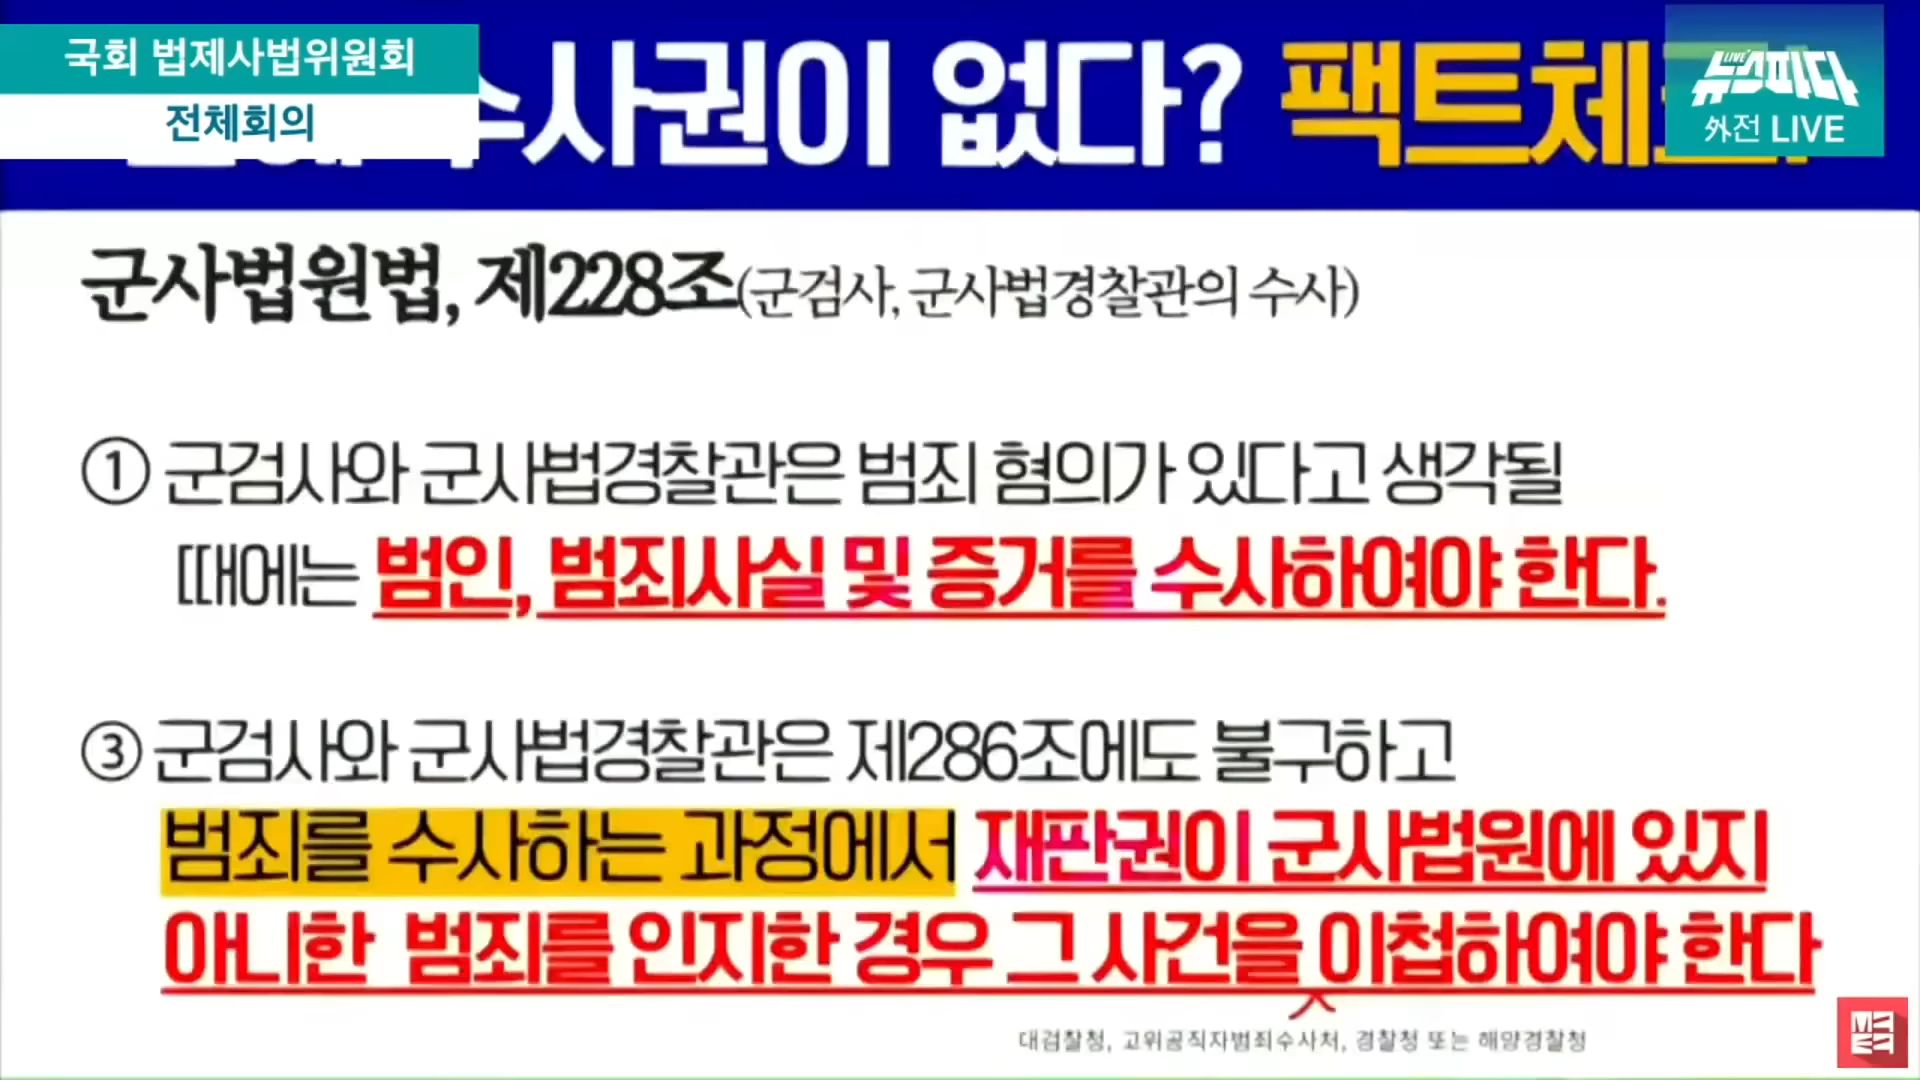 국회 법제사법위원회
전체회의
수사권이 없다? 팩트체크!
LIVE
뉴스파다
外전 LIVE
군사법원법, 제228조(군검사, 군사법경찰관의 수사)
① 군검사와 군사법경찰관은 범죄 혐의가 있다고 생각될
때에는 범인, 범죄사실 및 증거를 수사하여야 한다.
③ 군검사와 군사법경찰관은 제286조에도 불구하고
범죄를 수사하는 과정에서 재판권이 군사법원에 있지
아니한 범죄를 인지한 경우 그 사건을 이첩하여야 한다
대검찰청, 고위공직자범죄수사처, 경찰청 또는 해양경찰청